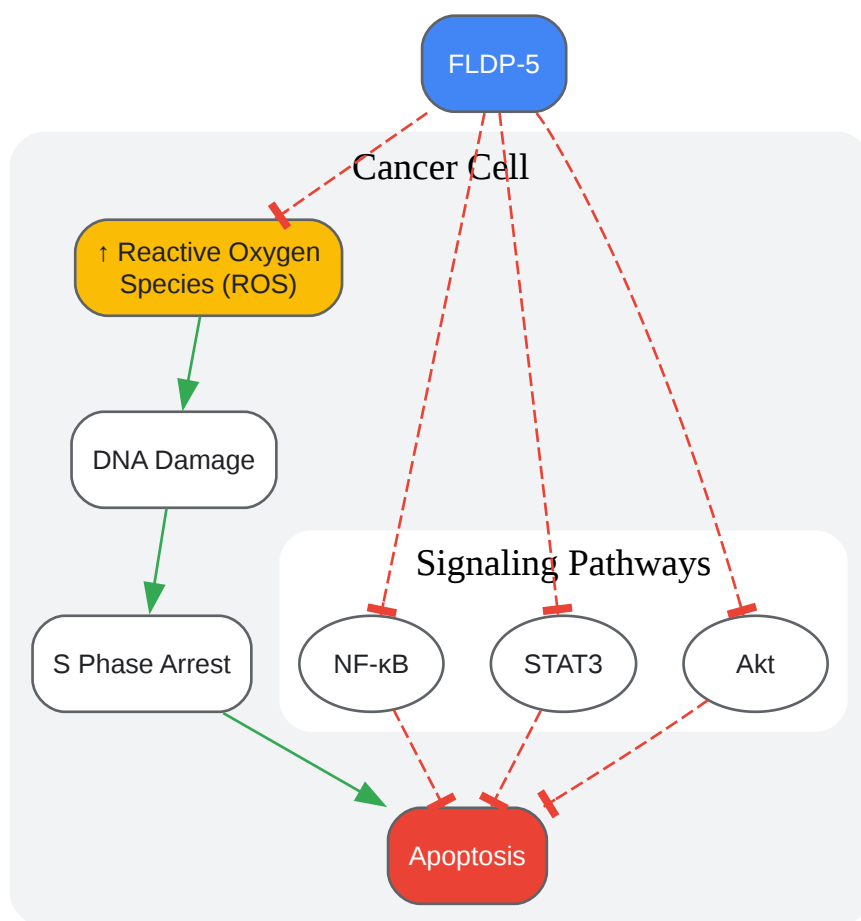 FLDP-5
Cancer Cell
↑ Reactive Oxygen
Species (ROS)
DNA Damage
Signaling Pathways
S Phase Arrest
NF-κB
STAT3
Akt
Apoptosis